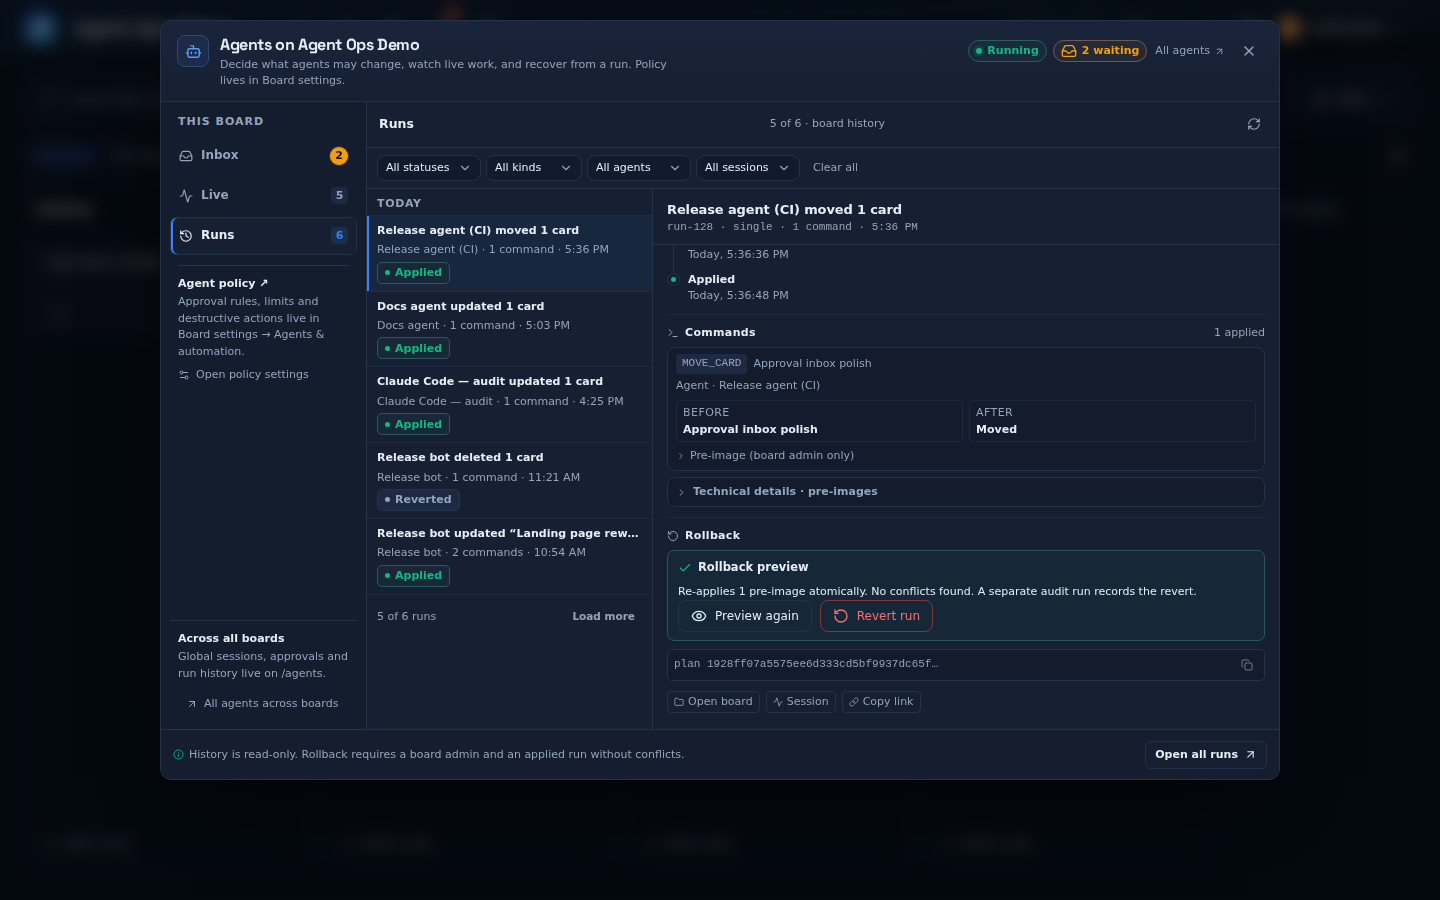 Agents on Agent Ops Demo
Decide what agents may change, watch live work, and recover from a run. Policy
lives in Board settings.
Running
2 waiting
All agents ↗
THIS BOARD
Inbox
2
Live
5
Runs
6
Agent policy ↗
Approval rules, limits and
destructive actions live in
Board settings → Agents &
automation.
Open policy settings
Across all boards
Global sessions, approvals and
run history live on /agents.
All agents across boards
Runs
5 of 6 · board history
All statuses
All kinds
All agents
All sessions
Clear all
TODAY
Release agent (CI) moved 1 card
Release agent (CI) · 1 command · 5:36 PM
Applied
Docs agent updated 1 card
Docs agent · 1 command · 5:03 PM
Applied
Claude Code — audit updated 1 card
Claude Code — audit · 1 command · 4:25 PM
Applied
Release bot deleted 1 card
Release bot · 1 command · 11:21 AM
Reverted
Release bot updated “Landing page rew…
Release bot · 2 commands · 10:54 AM
Applied
5 of 6 runs
Load more
Release agent (CI) moved 1 card
run-128 · single · 1 command · 5:36 PM
Today, 5:36:36 PM
Applied
Today, 5:36:48 PM
Commands
1 applied
MOVE_CARD
Approval inbox polish
Agent · Release agent (CI)
BEFORE
Approval inbox polish
AFTER
Moved
Pre-image (board admin only)
Technical details · pre-images
Rollback
Rollback preview
Re-applies 1 pre-image atomically. No conflicts found. A separate audit run records the revert.
Preview again
Revert run
plan 1928ff07a5575ee6d333cd5bf9937dc65f…
Open board
Session
Copy link
History is read-only. Rollback requires a board admin and an applied run without conflicts.
Open all runs ↗